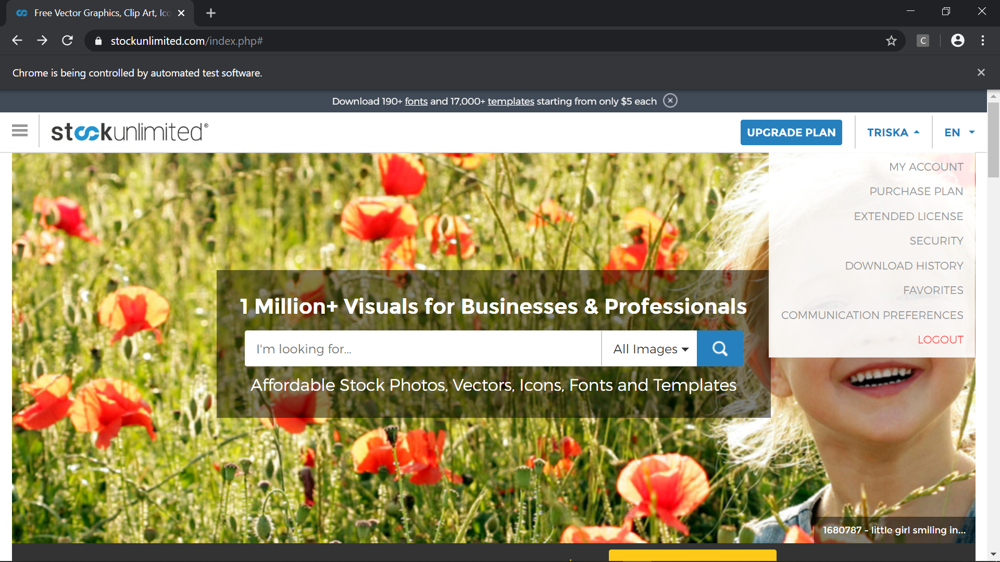 Free Vector Graphics, Clip Art, Ico
stockunlimited.com/index.php#
C
Chrome is being controlled by automated test software.
Download 190+ fonts and 17,000+ templates starting from only $5 each
stockunlimited®
UPGRADE PLAN
TRISKA
EN
MY ACCOUNT
PURCHASE PLAN
EXTENDED LICENSE
SECURITY
DOWNLOAD HISTORY
FAVORITES
COMMUNICATION PREFERENCES
LOGOUT
1 Million+ Visuals for Businesses & Professionals
I'm looking for...
All Images
Affordable Stock Photos, Vectors, Icons, Fonts and Templates
1680787 - little girl smiling in...